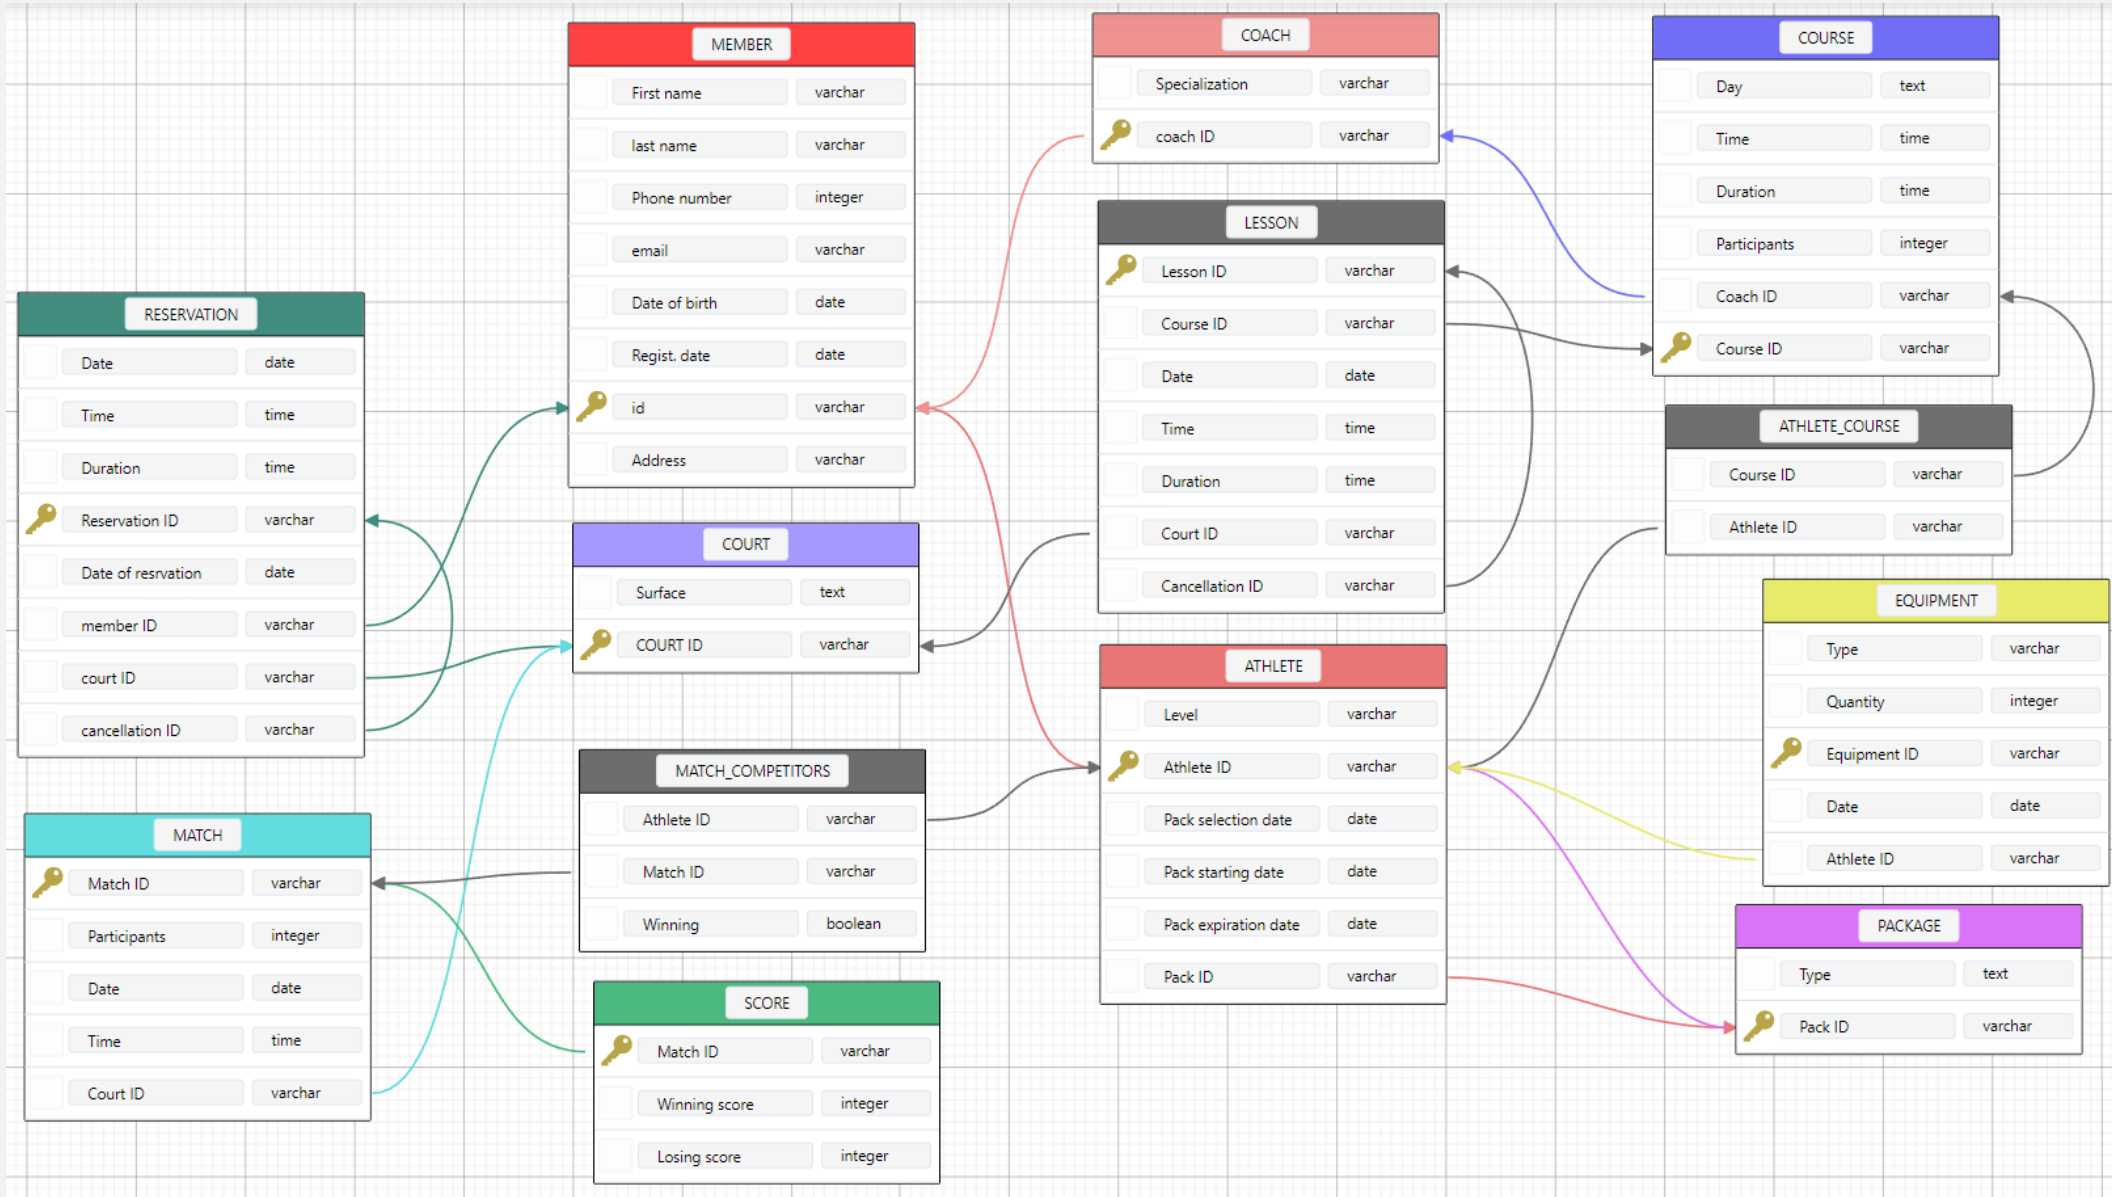 MEMBER
First name varchar
last name varchar
Phone number integer
email varchar
Date of birth date
Regist. date date
id varchar
Address varchar
COACH
Specialization varchar
coach ID varchar
COURSE
Day text
Time time
Duration time
Participants integer
Coach ID varchar
Course ID varchar
LESSON
Lesson ID varchar
Course ID varchar
Date date
Time time
Duration time
Court ID varchar
Cancellation ID varchar
RESERVATION
Date date
Time time
Duration time
Reservation ID varchar
Date of resrvation date
member ID varchar
court ID varchar
cancellation ID varchar
COURT
Surface text
COURT ID varchar
ATHLETE_COURSE
Course ID varchar
Athlete ID varchar
EQUIPMENT
Type varchar
Quantity integer
Equipment ID varchar
Date date
Athlete ID varchar
ATHLETE
Level varchar
Athlete ID varchar
Pack selection date date
Pack starting date date
Pack expiration date date
Pack ID varchar
MATCH_COMPETITORS
Athlete ID varchar
Match ID varchar
Winning boolean
MATCH
Match ID varchar
Participants integer
Date date
Time time
Court ID varchar
PACKAGE
Type text
Pack ID varchar
SCORE
Match ID varchar
Winning score integer
Losing score integer